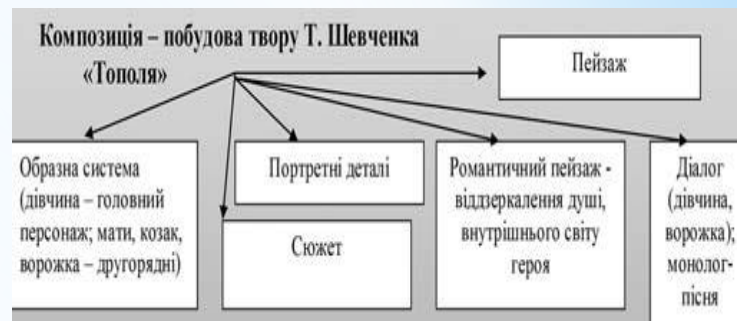 Композиція – побудова твору Т. Шевченка
«Тополя»
Пейзаж
Образна система
(дівчина – головний
персонаж; мати, козак,
ворожка – другорядні)
Портретні деталі
Сюжет
Романтичний пейзаж -
віддзеркалення душі,
внутрішнього світу
героя
Діалог
(дівчина,
ворожка);
монолог-
пісня